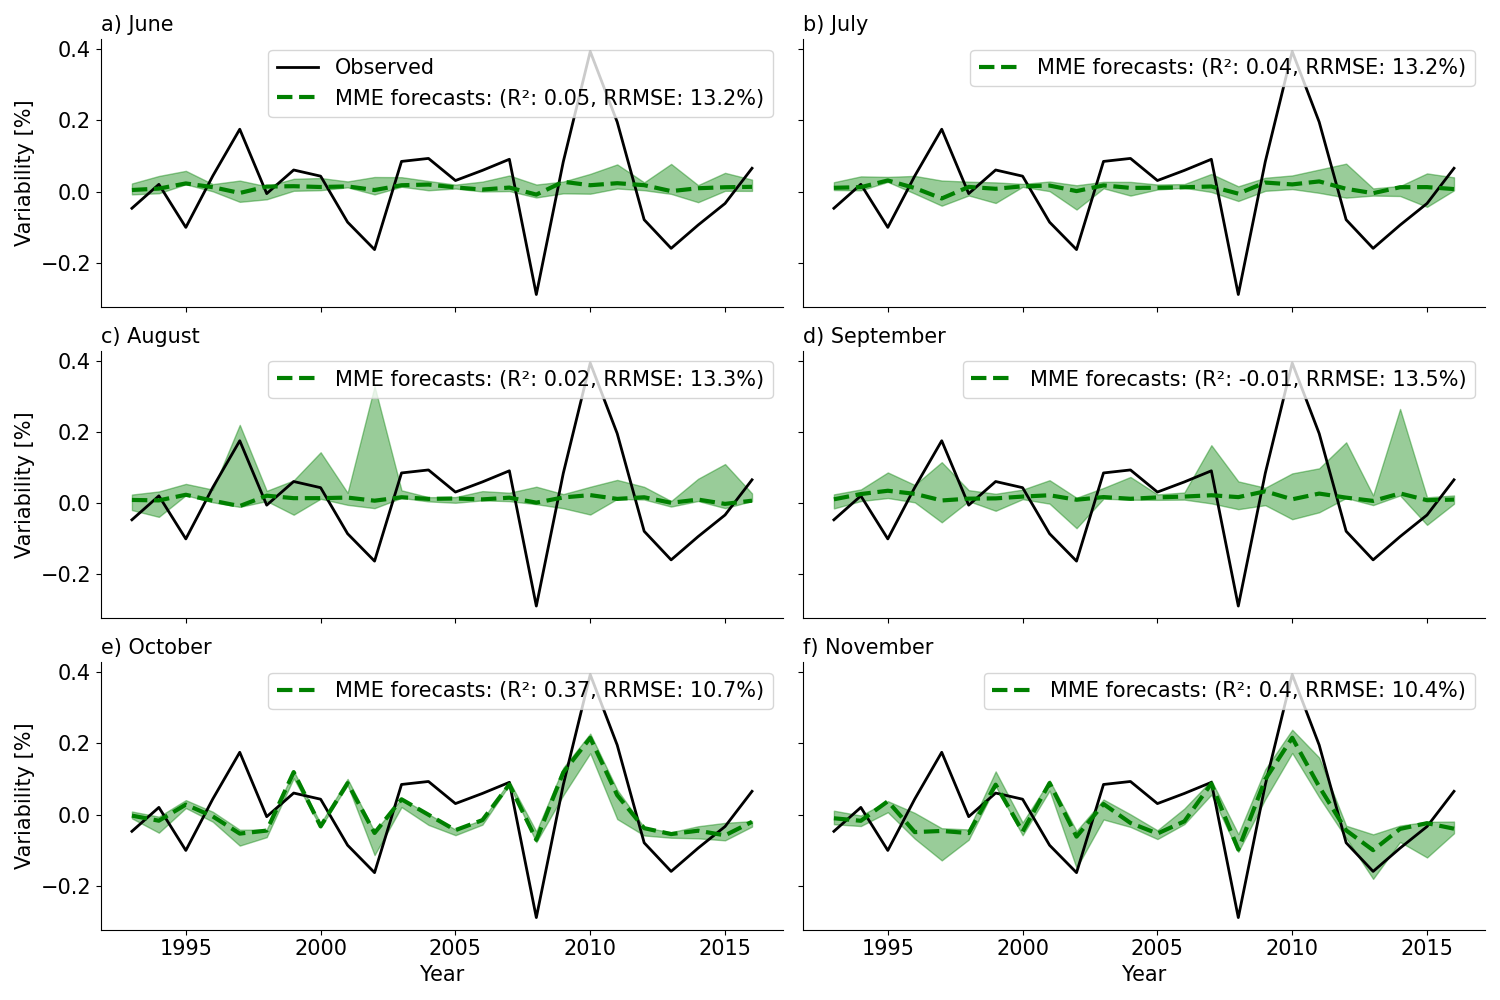 a) June
b) July
Variability [%]
0.4
0.2
0.0
−0.2
Observed
MME forecasts: (R²: 0.05, RRMSE: 13.2%)
MME forecasts: (R²: 0.04, RRMSE: 13.2%)
c) August
d) September
Variability [%]
0.4
0.2
0.0
−0.2
MME forecasts: (R²: 0.02, RRMSE: 13.3%)
MME forecasts: (R²: -0.01, RRMSE: 13.5%)
e) October
f) November
Variability [%]
0.4
0.2
0.0
−0.2
MME forecasts: (R²: 0.37, RRMSE: 10.7%)
MME forecasts: (R²: 0.4, RRMSE: 10.4%)
1995 2000 2005 2010 2015
1995 2000 2005 2010 2015
Year
Year